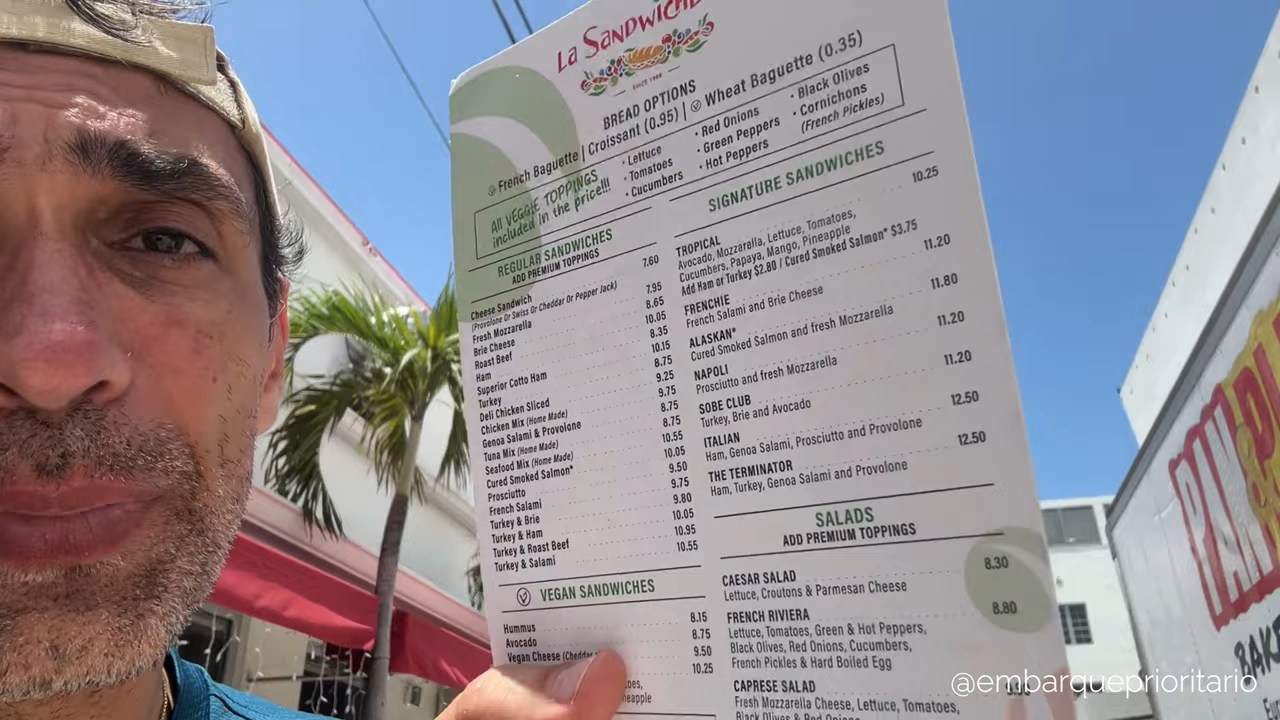 La SANDWICHE
SINCE 1988
BREAD OPTIONS
French Baguette | Croissant (0.95) | Wheat Baguette (0.35)
All VEGGIE TOPPINGS
included in the price!!!
· Lettuce
· Tomatoes
· Cucumbers
· Red Onions
· Green Peppers
· Hot Peppers
· Black Olives
· Cornichons
(French Pickles)
REGULAR SANDWICHES
ADD PREMIUM TOPPINGS
Cheese Sandwich 7.60
(Provolone Or Swiss Or Cheddar Or Pepper Jack)
Fresh Mozzarella 7.95
Brie Cheese 8.65
Roast Beef 10.05
Ham 8.35
Superior Cotto Ham 10.15
Turkey 8.75
Deli Chicken Sliced 9.25
Chicken Mix (Home Made) 9.75
Genoa Salami & Provolone 8.75
Tuna Mix (Home Made) 8.75
Seafood Mix (Home Made) 10.55
Cured Smoked Salmon* 10.05
Prosciutto 9.50
French Salami 9.75
Turkey & Brie 9.80
Turkey & Ham 10.05
Turkey & Roast Beef 10.95
Turkey & Salami 10.55
VEGAN SANDWICHES
Hummus 8.15
Avocado 8.75
Vegan Cheese (Cheddar 9.50
10.25
neapple
SIGNATURE SANDWICHES
TROPICAL 10.25
Avocado, Mozzarella, Lettuce, Tomatoes,
Cucumbers, Papaya, Mango, Pineapple
Add Ham or Turkey $2.80 / Cured Smoked Salmon* $3.75
FRENCHIE 11.20
French Salami and Brie Cheese
ALASKAN* 11.80
Cured Smoked Salmon and fresh Mozzarella
NAPOLI 11.20
Prosciutto and fresh Mozzarella
SOBE CLUB 11.20
Turkey, Brie and Avocado
ITALIAN 12.50
Ham, Genoa Salami, Prosciutto and Provolone
THE TERMINATOR 12.50
Ham, Turkey, Genoa Salami and Provolone
SALADS
ADD PREMIUM TOPPINGS
CAESAR SALAD 8.30
Lettuce, Croutons & Parmesan Cheese
FRENCH RIVIERA 8.80
Lettuce, Tomatoes, Green & Hot Peppers,
Black Olives, Red Onions, Cucumbers,
French Pickles & Hard Boiled Egg
CAPRESE SALAD
Fresh Mozzarella Cheese, Lettuce, Tomatoes,
Black Olives & Red Onions
PAN
BAKE
@embarqueprioritario